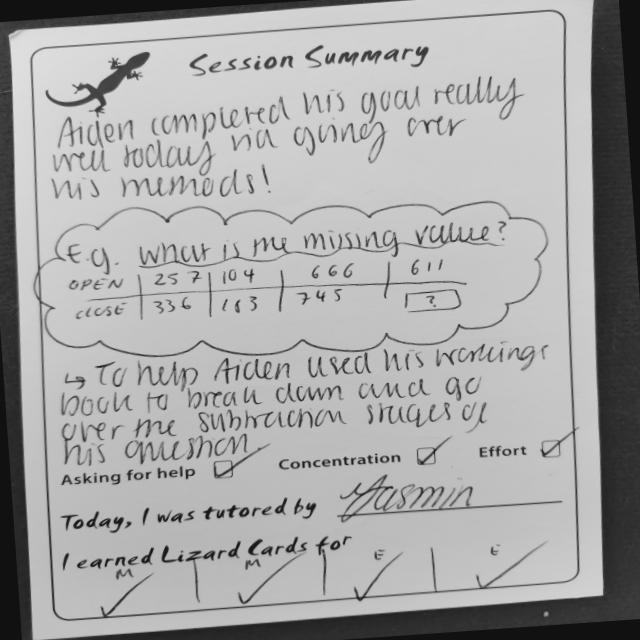 Session Summary
Aiden completed his goal really
well today via going over
his methods!
E.g. What is the missing value?
OPEN | 257 | 104 | 666 | 611
CLOSE | 336 | 183 | 745 | ?
↳ To help Aiden used his workings
book to break down and go
over the subtraction stages of
his question.
Asking for help ☑ Concentration ☑ Effort ☑
Today, I was tutored by Yasmin
I earned Lizard Cards for
M M E E